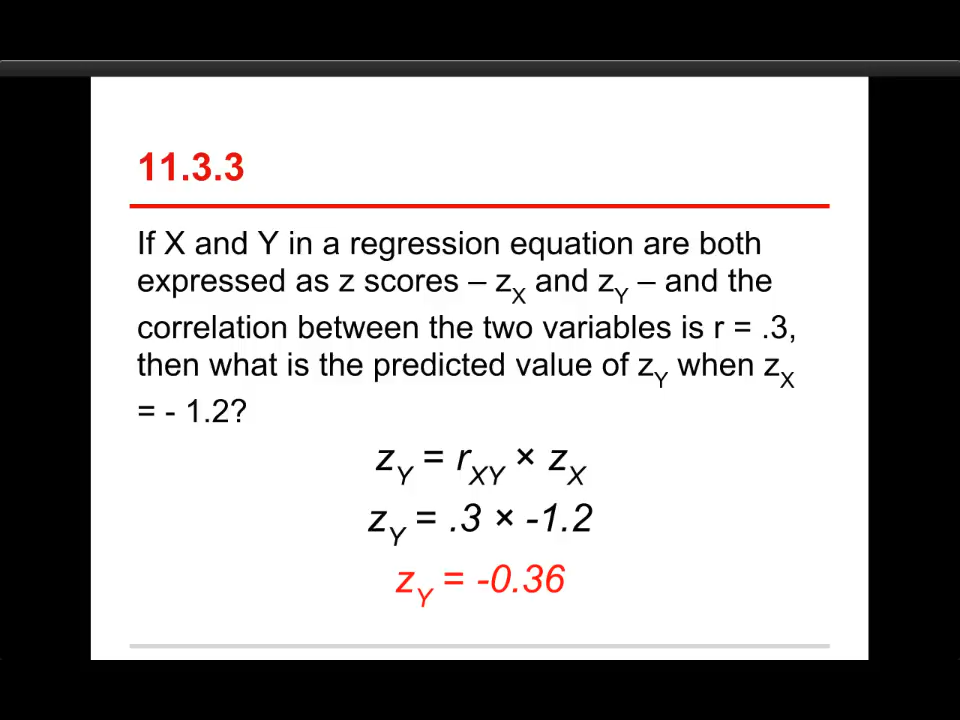 11.3.3
If X and Y in a regression equation are both
expressed as z scores – zX and zY – and the
correlation between the two variables is r = .3,
then what is the predicted value of zY when zX
= - 1.2?
zY = rXY × zX
zY = .3 × -1.2
zY = -0.36